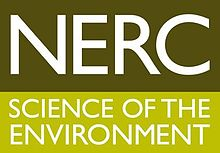 NERC
SCIENCE OF THE
ENVIRONMENT